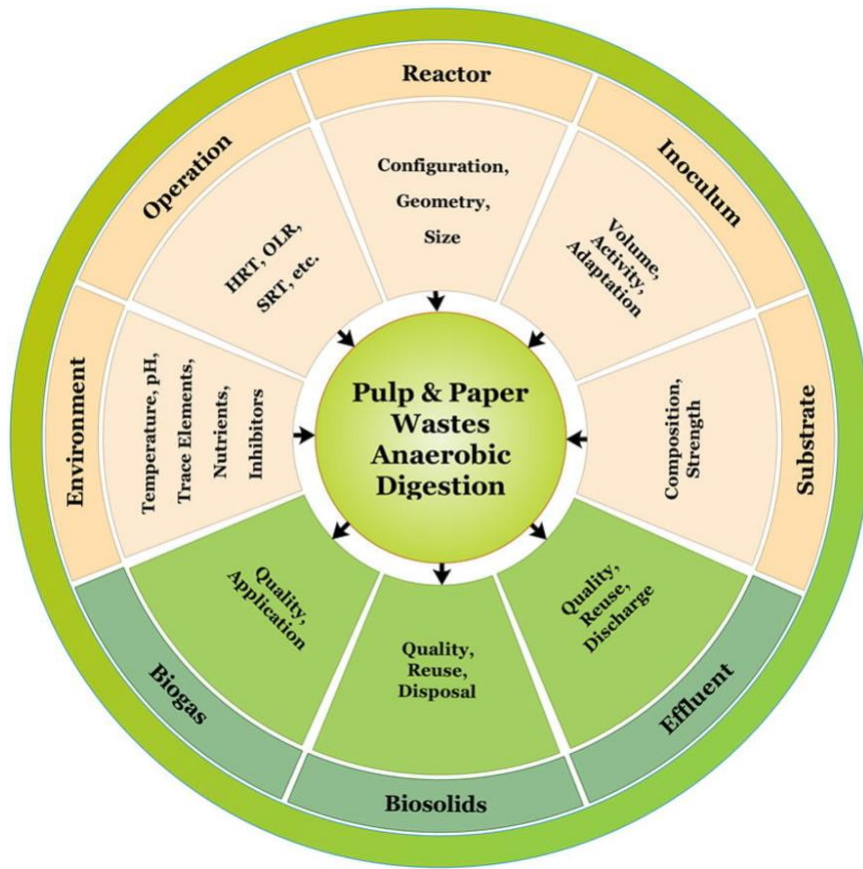 Reactor
Configuration,
Geometry,
Size
Inoculum
Volume,
Activity,
Adaptation
Substrate
Composition,
Strength
Effluent
Quality,
Reuse,
Discharge
Biosolids
Quality,
Reuse,
Disposal
Biogas
Quality,
Application
Environment
Temperature, pH,
Trace Elements,
Nutrients,
Inhibitors
Operation
HRT, OLR,
SRT, etc.
Pulp & Paper
Wastes
Anaerobic
Digestion